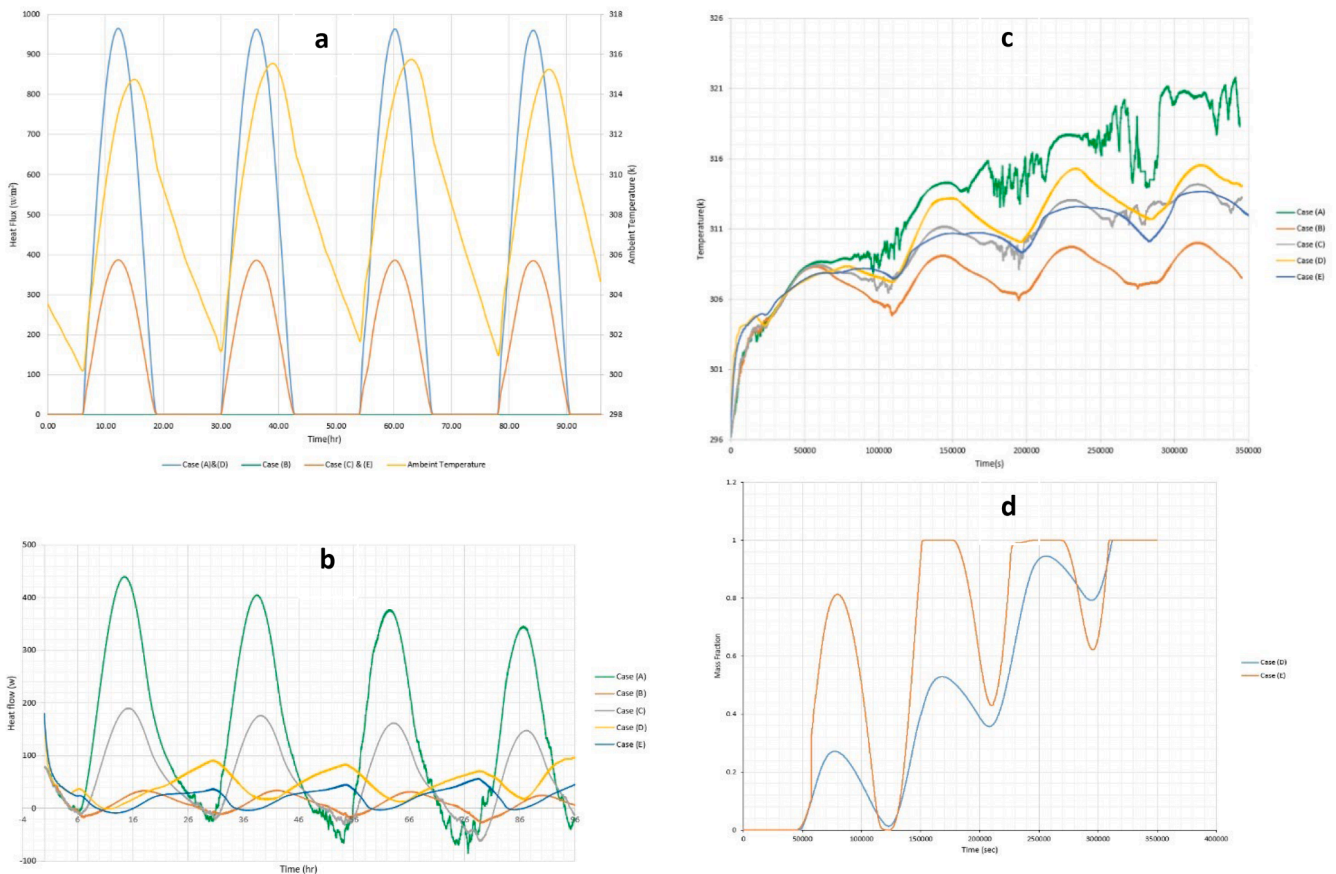 a
1000
900
800
700
600
500
400
300
200
100
0
Heat Flux (w/m²)
318
316
314
312
310
308
306
304
302
300
298
Ambeint Temperature (k)
0.00 10.00 20.00 30.00 40.00 50.00 60.00 70.00 80.00 90.00
Time(hr)
Case (A)&(D) Case (B) Case (C) & (E) Ambeint Temperature
c
326
321
316
311
306
301
296
Temperature(k)
0 50000 100000 150000 200000 250000 300000 350000
Time(s)
Case (A)
Case (B)
Case (C)
Case (D)
Case (E)
b
500
400
300
200
100
0
-100
Heat flow (w)
-4 6 16 26 36 46 56 66 76 86 96
Time (hr)
Case (A)
Case (B)
Case (C)
Case (D)
Case (E)
d
1.2
1
0.8
0.6
0.4
0.2
0
Mass Fraction
0 50000 100000 150000 200000 250000 300000 350000 400000
Time (sec)
Case (D)
Case (E)